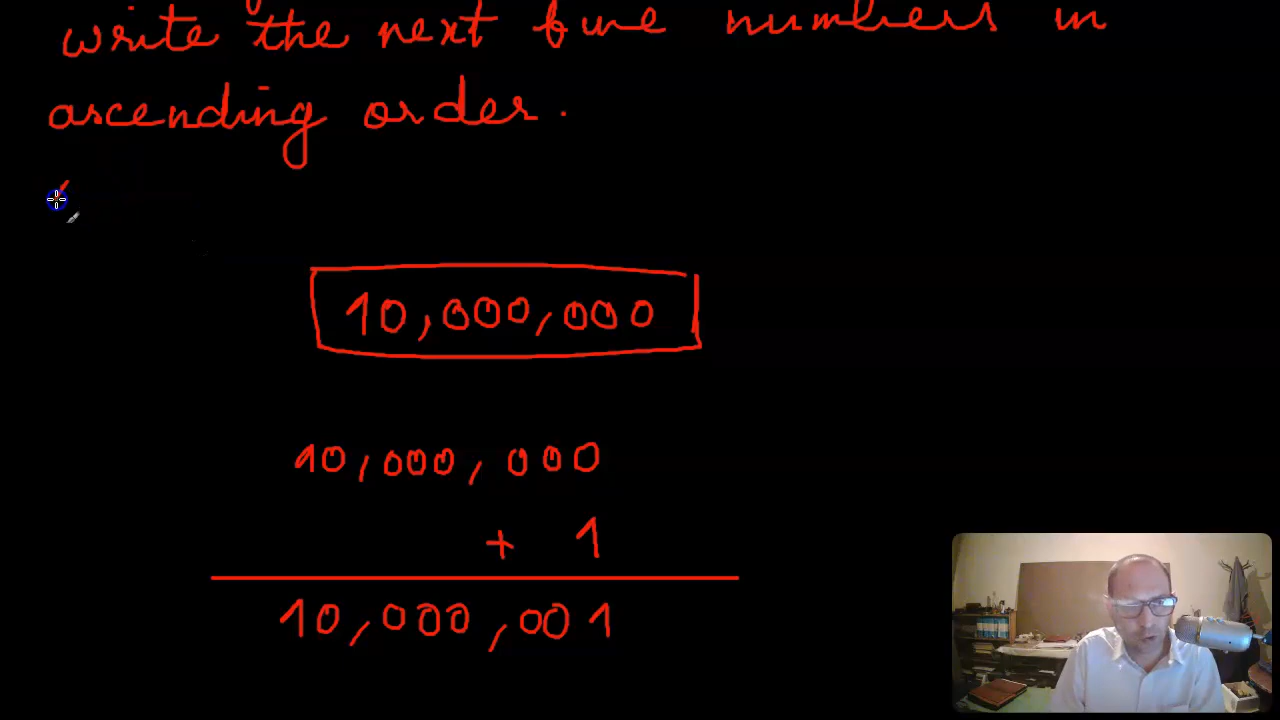 write the next five numbers in
ascending order.
10,000,000
10,000,000
+ 1
10,000,001